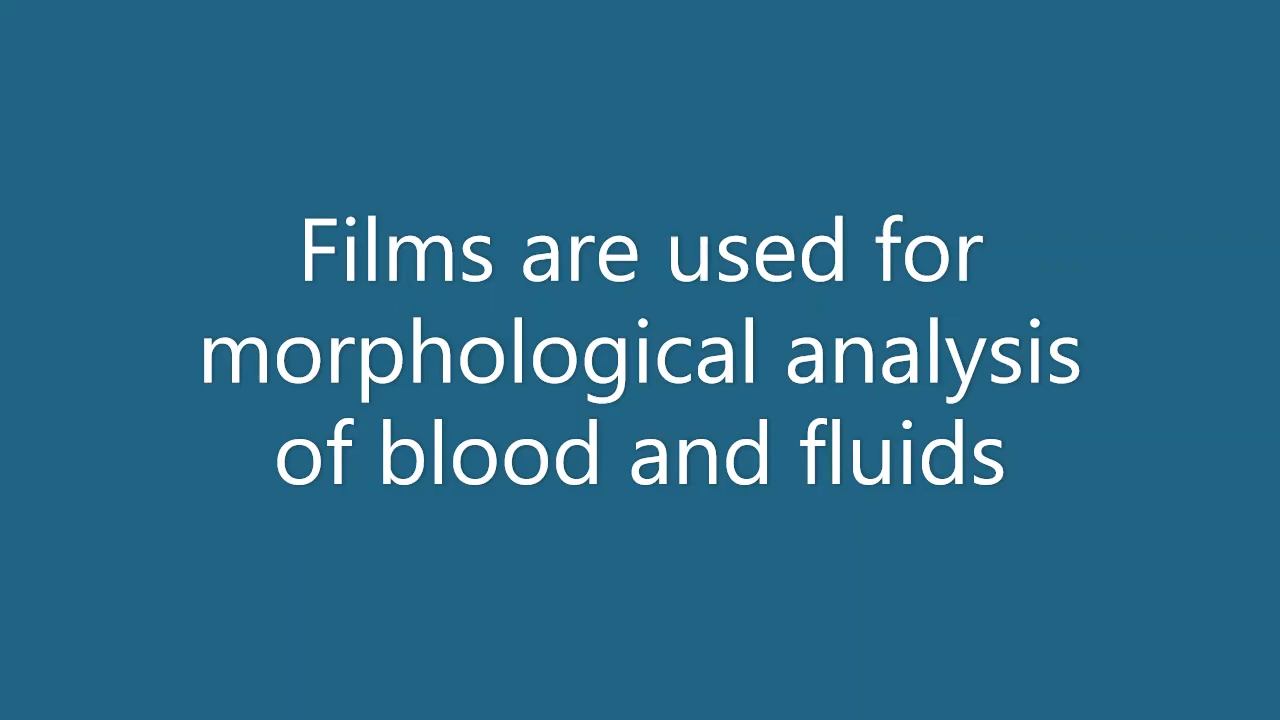 Films are used for
morphological analysis
of blood and fluids